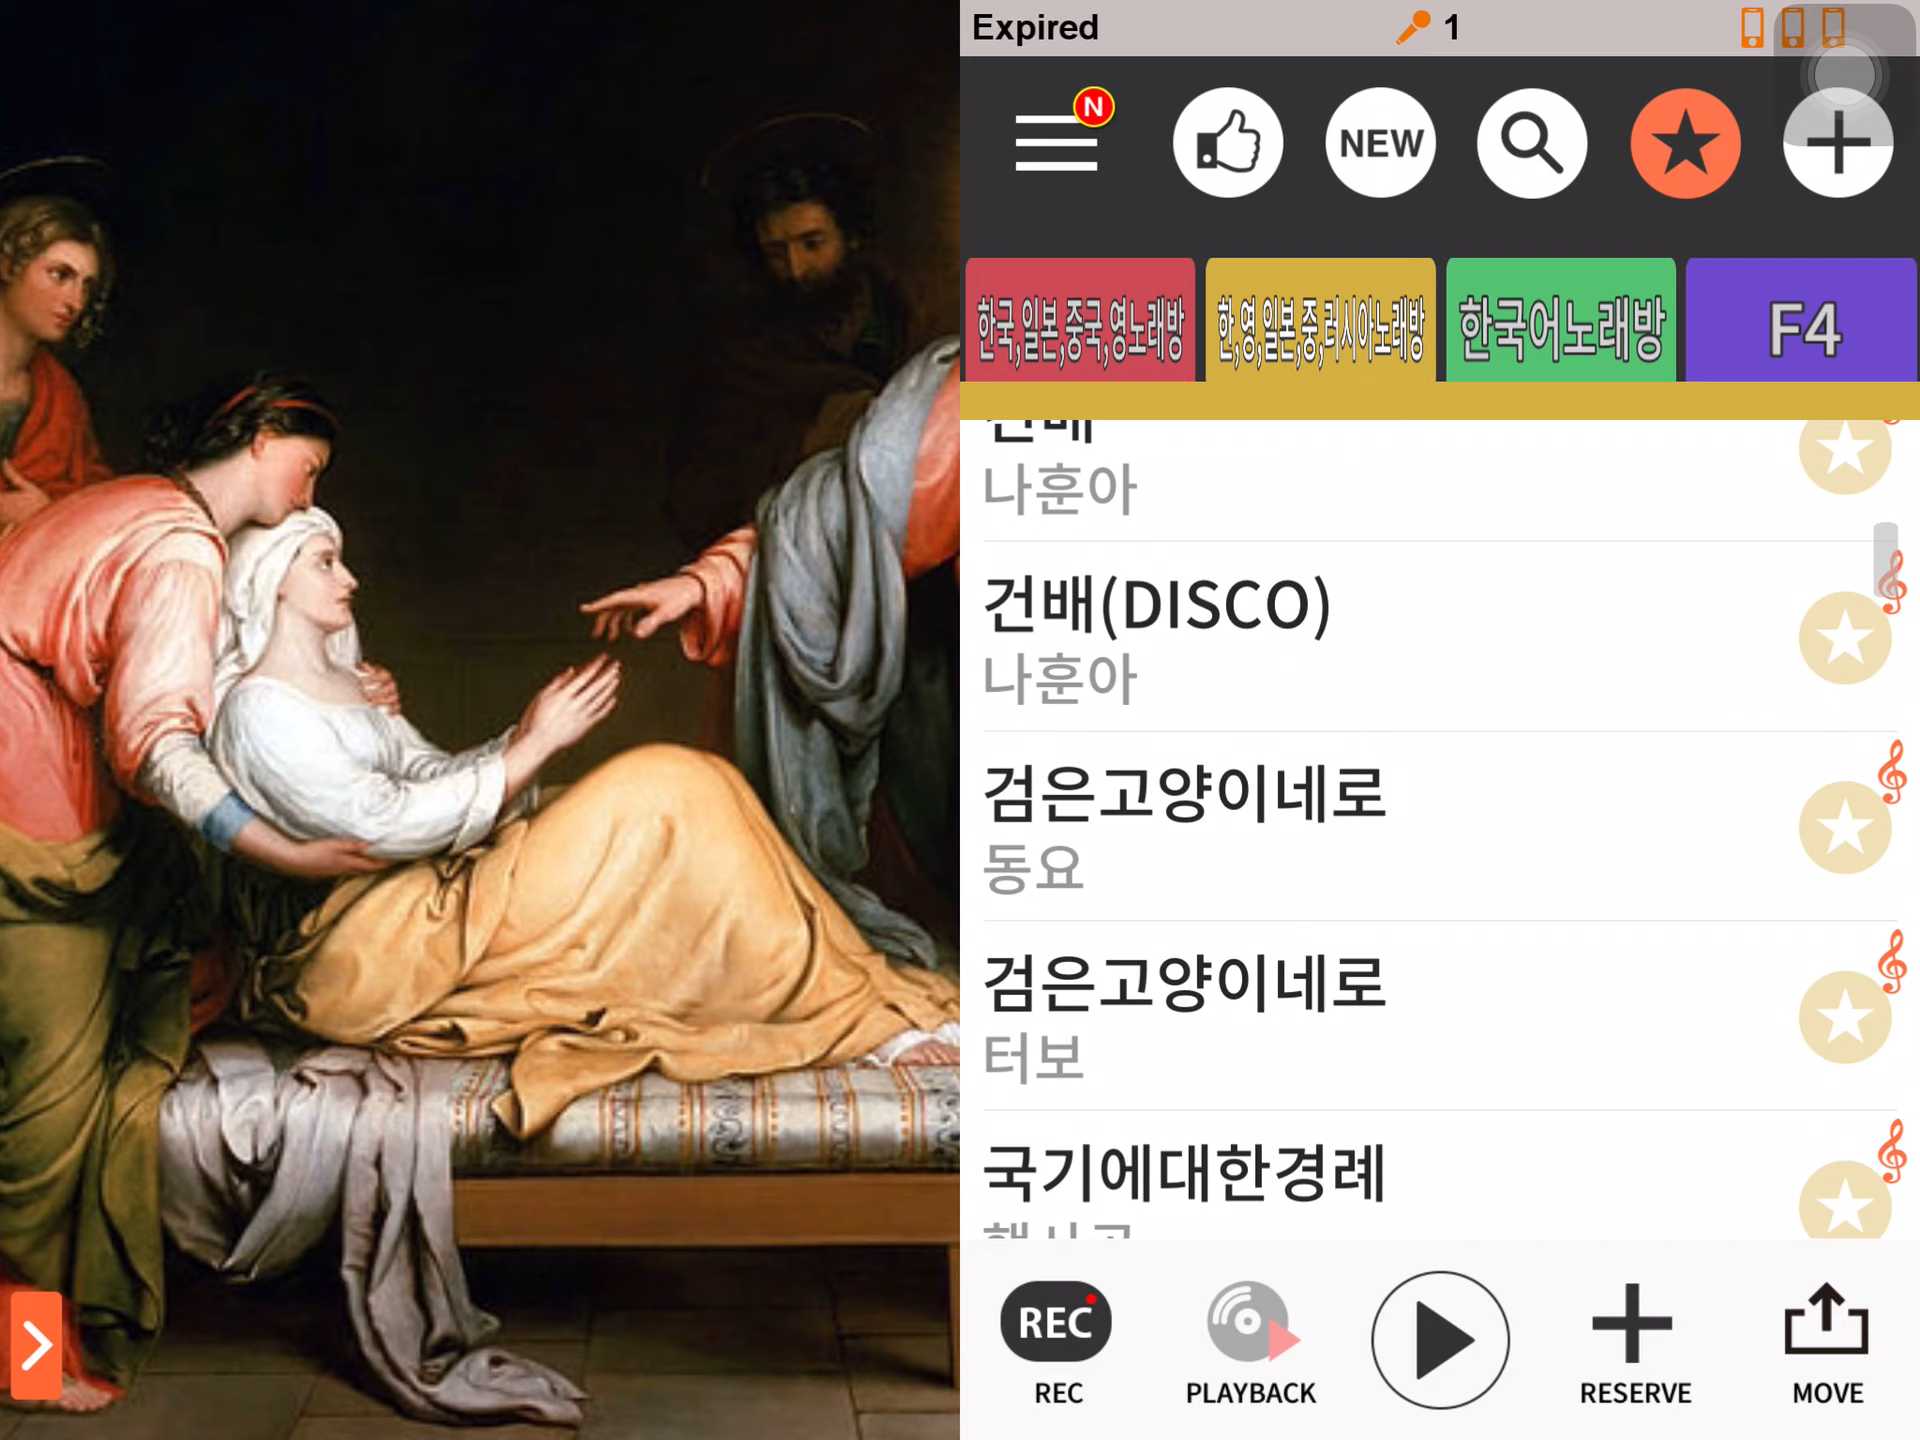 Expired
1
N
NEW
한국,일본,중국,영노래방
한,영,일본,중,러시아노래방
한국어노래방
F4
건배
나훈아
건배(DISCO)
나훈아
검은고양이네로
동요
검은고양이네로
터보
국기에대한경례
REC
REC
PLAYBACK
RESERVE
MOVE